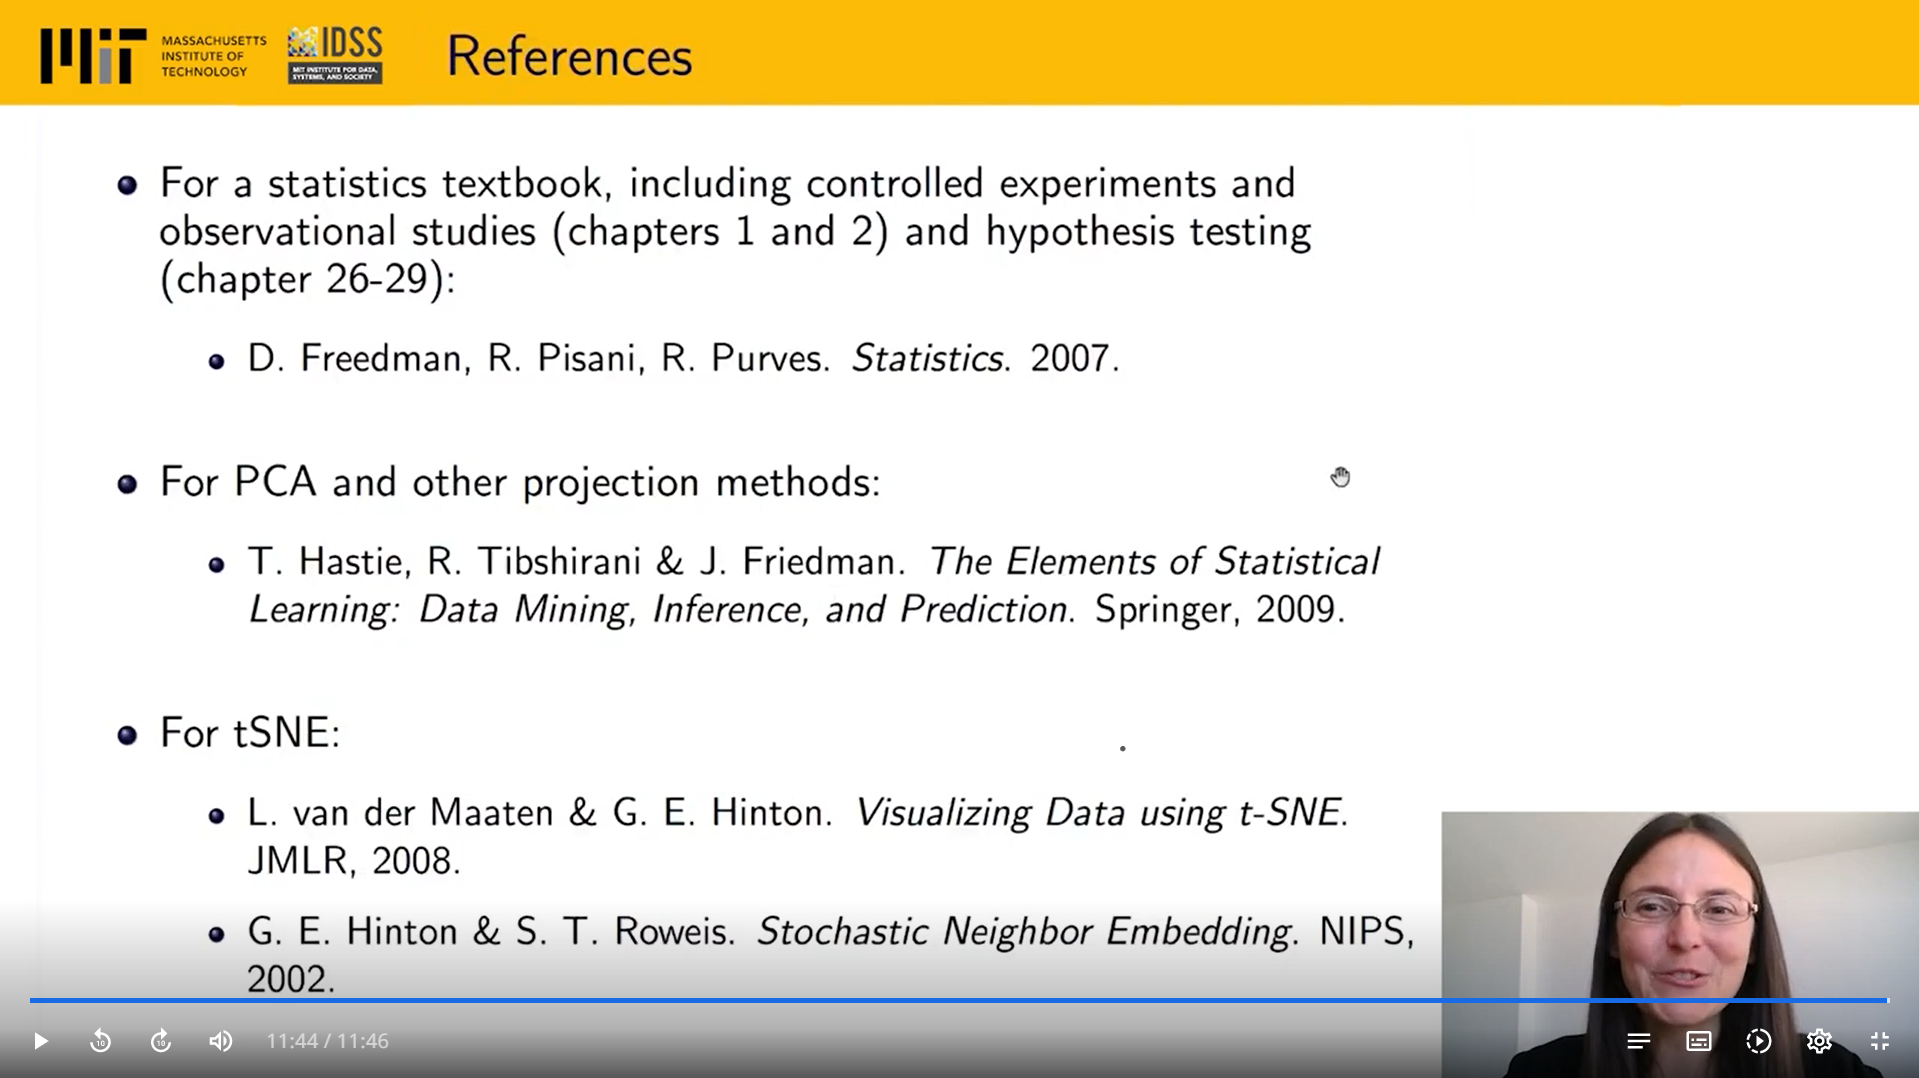 MASSACHUSETTS
INSTITUTE OF
TECHNOLOGY
IDSS
MIT INSTITUTE FOR DATA,
SYSTEMS, AND SOCIETY
References
For a statistics textbook, including controlled experiments and
observational studies (chapters 1 and 2) and hypothesis testing
(chapter 26-29):
D. Freedman, R. Pisani, R. Purves. Statistics. 2007.
For PCA and other projection methods:
T. Hastie, R. Tibshirani & J. Friedman. The Elements of Statistical
Learning: Data Mining, Inference, and Prediction. Springer, 2009.
For tSNE:
L. van der Maaten & G. E. Hinton. Visualizing Data using t-SNE.
JMLR, 2008.
G. E. Hinton & S. T. Roweis. Stochastic Neighbor Embedding. NIPS,
2002.
10 10 11:44 / 11:46